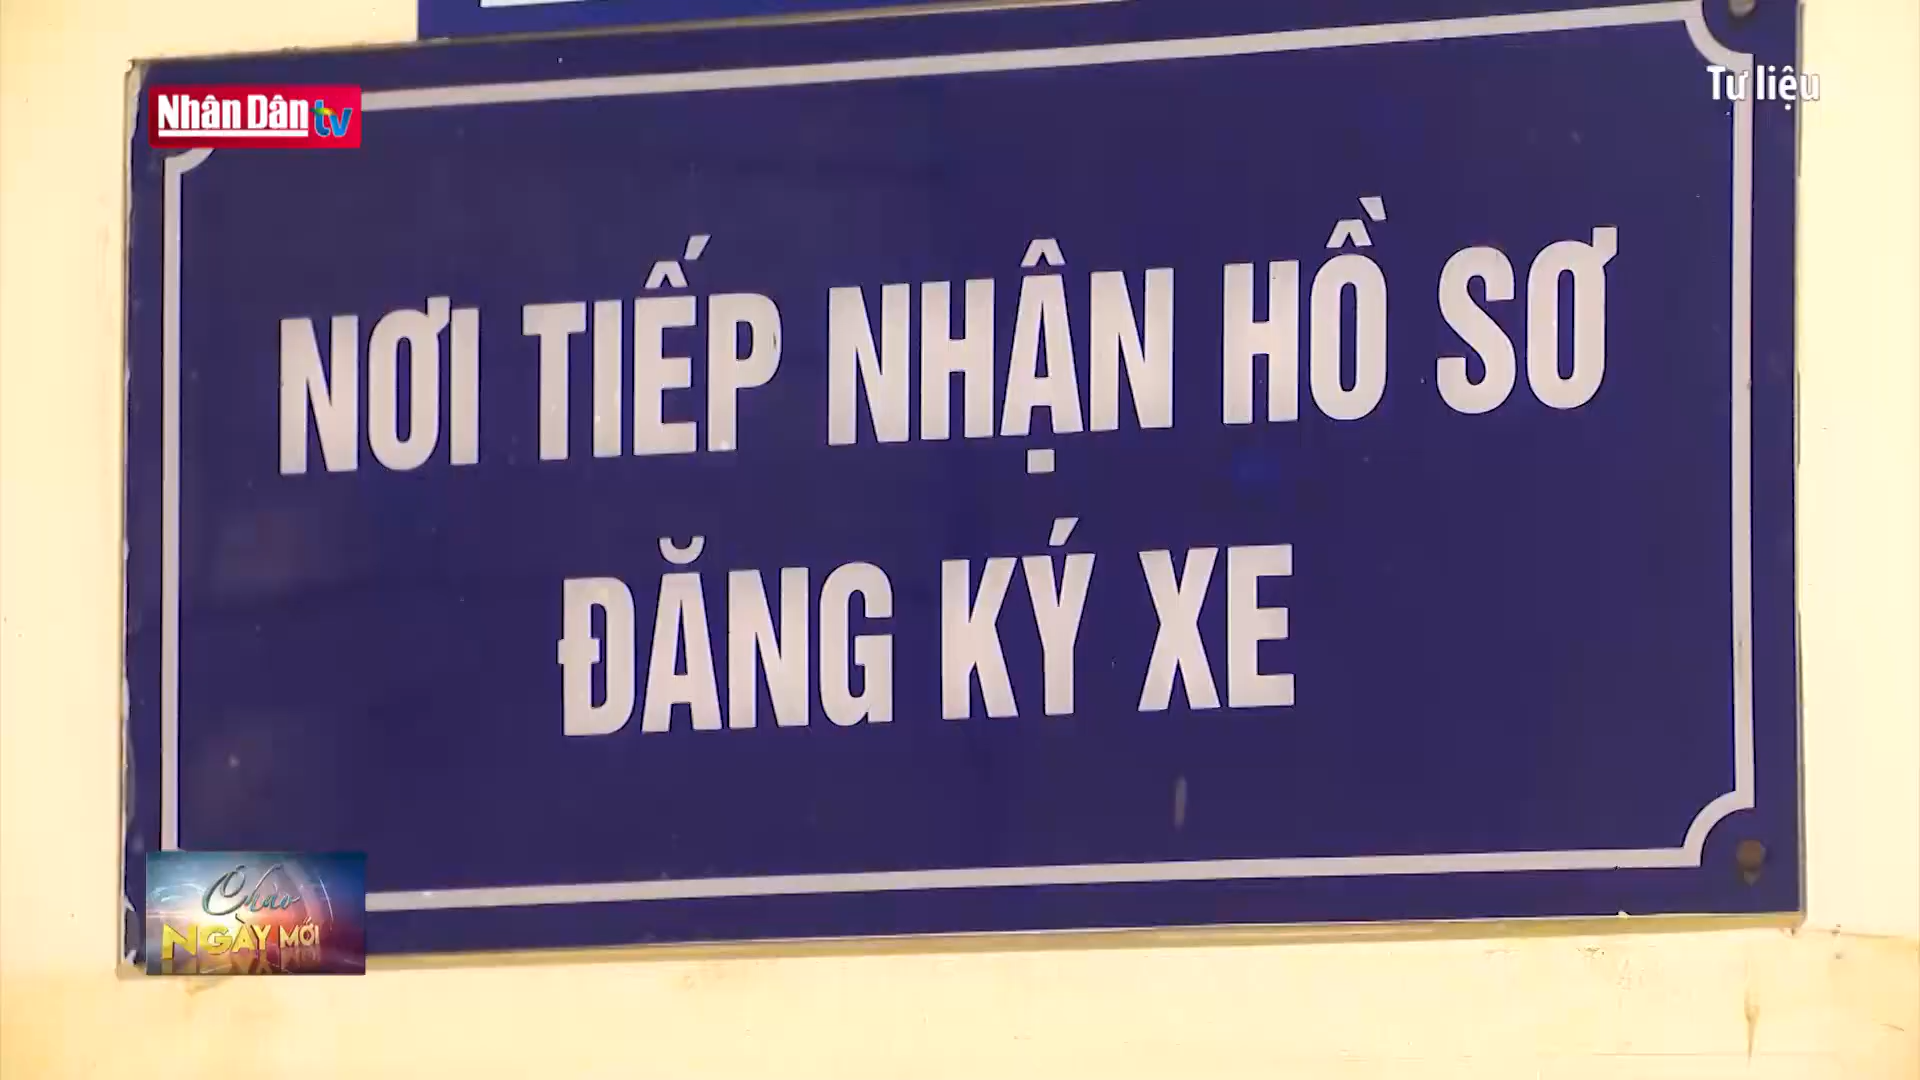 Nhân Dân tv
Tư liệu
NƠI TIẾP NHẬN HỒ SƠ
ĐĂNG KÝ XE
Chào
NGÀY MỚI